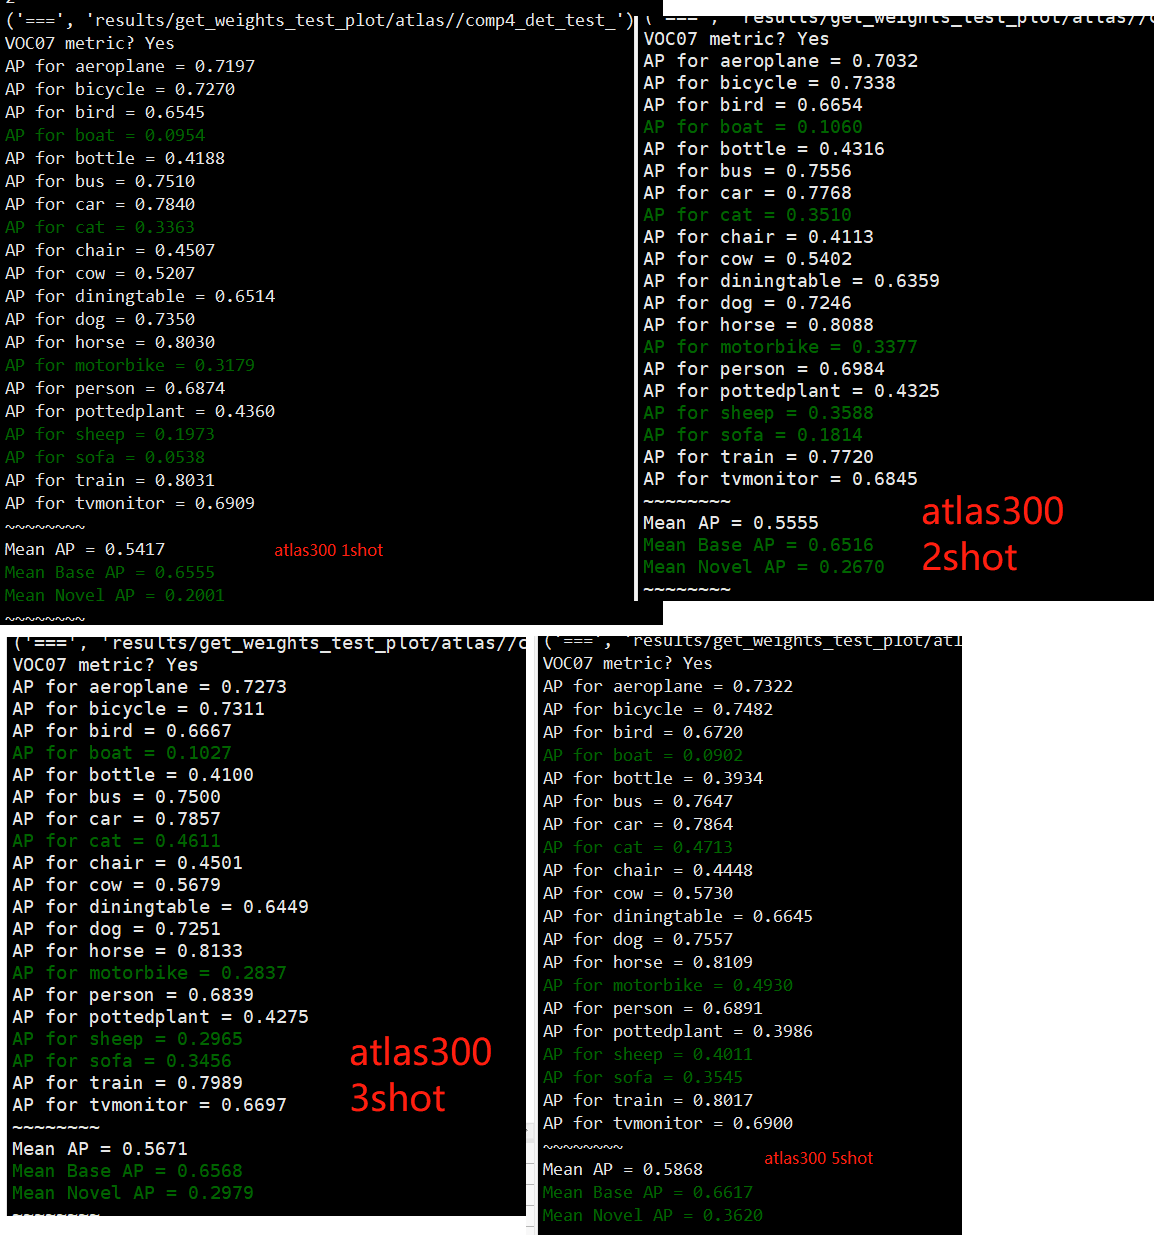 ('===', 'results/get_weights_test_plot/atlas//comp4_det_test_')
VOC07 metric? Yes
AP for aeroplane = 0.7197
AP for bicycle = 0.7270
AP for bird = 0.6545
AP for boat = 0.0954
AP for bottle = 0.4188
AP for bus = 0.7510
AP for car = 0.7840
AP for cat = 0.3363
AP for chair = 0.4507
AP for cow = 0.5207
AP for diningtable = 0.6514
AP for dog = 0.7350
AP for horse = 0.8030
AP for motorbike = 0.3179
AP for person = 0.6874
AP for pottedplant = 0.4360
AP for sheep = 0.1973
AP for sofa = 0.0538
AP for train = 0.8031
AP for tvmonitor = 0.6909
~~~~~~~~
Mean AP = 0.5417
atlas300 1shot
Mean Base AP = 0.6555
Mean Novel AP = 0.2001
~~~~~~~~
('===', 'results/get_weights_test_plot/atlas//c
VOC07 metric? Yes
AP for aeroplane = 0.7032
AP for bicycle = 0.7338
AP for bird = 0.6654
AP for boat = 0.1060
AP for bottle = 0.4316
AP for bus = 0.7556
AP for car = 0.7768
AP for cat = 0.3510
AP for chair = 0.4113
AP for cow = 0.5402
AP for diningtable = 0.6359
AP for dog = 0.7246
AP for horse = 0.8088
AP for motorbike = 0.3377
AP for person = 0.6984
AP for pottedplant = 0.4325
AP for sheep = 0.3588
AP for sofa = 0.1814
AP for train = 0.7720
AP for tvmonitor = 0.6845
~~~~~~~~
Mean AP = 0.5555
Mean Base AP = 0.6516
Mean Novel AP = 0.2670
~~~~~~~~
atlas300
2shot
('===', 'results/get_weights_test_plot/atlas//c
VOC07 metric? Yes
AP for aeroplane = 0.7273
AP for bicycle = 0.7311
AP for bird = 0.6667
AP for boat = 0.1027
AP for bottle = 0.4100
AP for bus = 0.7500
AP for car = 0.7857
AP for cat = 0.4611
AP for chair = 0.4501
AP for cow = 0.5679
AP for diningtable = 0.6449
AP for dog = 0.7251
AP for horse = 0.8133
AP for motorbike = 0.2837
AP for person = 0.6839
AP for pottedplant = 0.4275
AP for sheep = 0.2965
AP for sofa = 0.3456
AP for train = 0.7989
AP for tvmonitor = 0.6697
~~~~~~~~
Mean AP = 0.5671
Mean Base AP = 0.6568
Mean Novel AP = 0.2979
~~~~~~~~
atlas300
3shot
('===', 'results/get_weights_test_plot/atl
VOC07 metric? Yes
AP for aeroplane = 0.7322
AP for bicycle = 0.7482
AP for bird = 0.6720
AP for boat = 0.0902
AP for bottle = 0.3934
AP for bus = 0.7647
AP for car = 0.7864
AP for cat = 0.4713
AP for chair = 0.4448
AP for cow = 0.5730
AP for diningtable = 0.6645
AP for dog = 0.7557
AP for horse = 0.8109
AP for motorbike = 0.4930
AP for person = 0.6891
AP for pottedplant = 0.3986
AP for sheep = 0.4011
AP for sofa = 0.3545
AP for train = 0.8017
AP for tvmonitor = 0.6900
~~~~~~~~
atlas300 5shot
Mean AP = 0.5868
Mean Base AP = 0.6617
Mean Novel AP = 0.3620